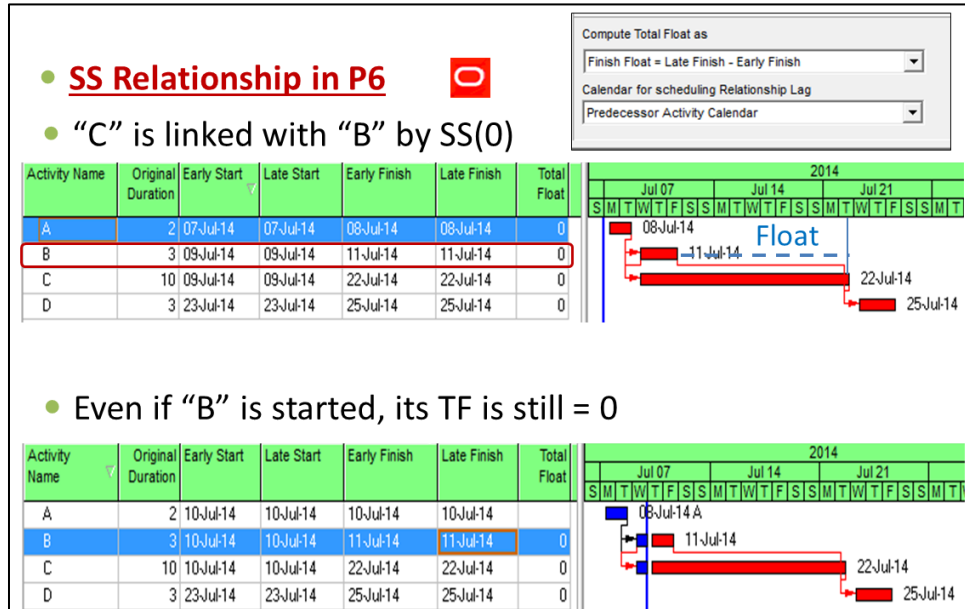 Compute Total Float as
Finish Float = Late Finish - Early Finish
Calendar for scheduling Relationship Lag
Predecessor Activity Calendar
• SS Relationship in P6
• “C” is linked with “B” by SS(0)
Activity Name Original Duration Early Start Late Start Early Finish Late Finish Total Float
2014
Jul 07 Jul 14 Jul 21
S M T W T F S S M T W T F S S M T W T F S S M T
A 2 07-Jul-14 07-Jul-14 08-Jul-14 08-Jul-14 0 08-Jul-14
Float
B 3 09-Jul-14 09-Jul-14 11-Jul-14 11-Jul-14 0 11-Jul-14
C 10 09-Jul-14 09-Jul-14 22-Jul-14 22-Jul-14 0 22-Jul-14
D 3 23-Jul-14 23-Jul-14 25-Jul-14 25-Jul-14 0 25-Jul-14
• Even if “B” is started, its TF is still = 0
Activity Name Original Duration Early Start Late Start Early Finish Late Finish Total Float
2014
Jul 07 Jul 14 Jul 21
S M T W T F S S M T W T F S S M T W T F S S M T
A 2 10-Jul-14 10-Jul-14 10-Jul-14 10-Jul-14 08-Jul-14 A
B 3 10-Jul-14 10-Jul-14 11-Jul-14 11-Jul-14 0 11-Jul-14
C 10 10-Jul-14 10-Jul-14 22-Jul-14 22-Jul-14 0 22-Jul-14
D 3 23-Jul-14 23-Jul-14 25-Jul-14 25-Jul-14 0 25-Jul-14